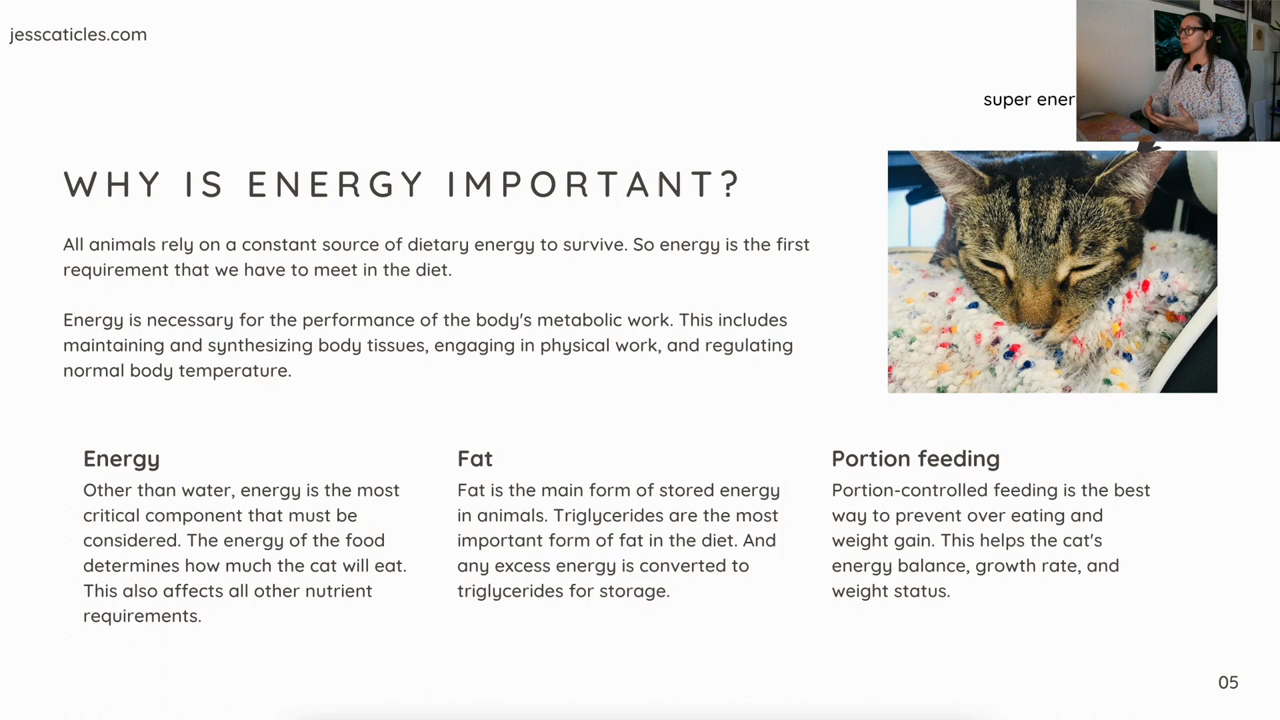 jesscaticles.com
super ener
WHY IS ENERGY IMPORTANT?
All animals rely on a constant source of dietary energy to survive. So energy is the first
requirement that we have to meet in the diet.
Energy is necessary for the performance of the body's metabolic work. This includes
maintaining and synthesizing body tissues, engaging in physical work, and regulating
normal body temperature.
Energy
Other than water, energy is the most
critical component that must be
considered. The energy of the food
determines how much the cat will eat.
This also affects all other nutrient
requirements.
Fat
Fat is the main form of stored energy
in animals. Triglycerides are the most
important form of fat in the diet. And
any excess energy is converted to
triglycerides for storage.
Portion feeding
Portion-controlled feeding is the best
way to prevent over eating and
weight gain. This helps the cat's
energy balance, growth rate, and
weight status.
05